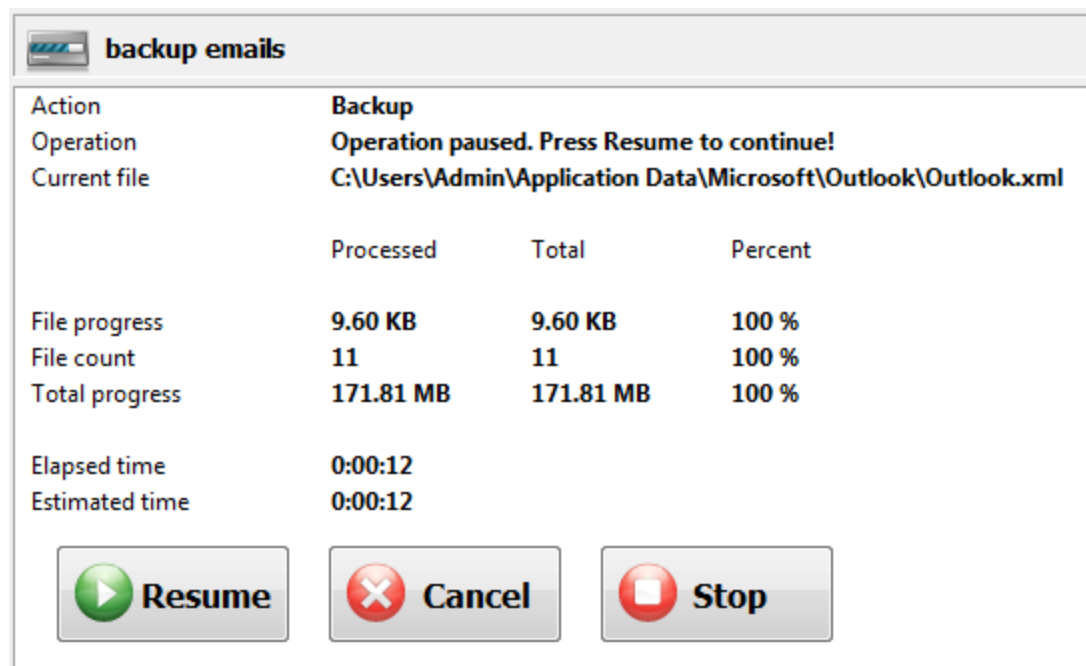 backup emails
Action Backup
Operation Operation paused. Press Resume to continue!
Current file C:\Users\Admin\Application Data\Microsoft\Outlook\Outlook.xml
Processed Total Percent
File progress 9.60 KB 9.60 KB 100 %
File count 11 11 100 %
Total progress 171.81 MB 171.81 MB 100 %
Elapsed time 0:00:12
Estimated time 0:00:12
Resume Cancel Stop